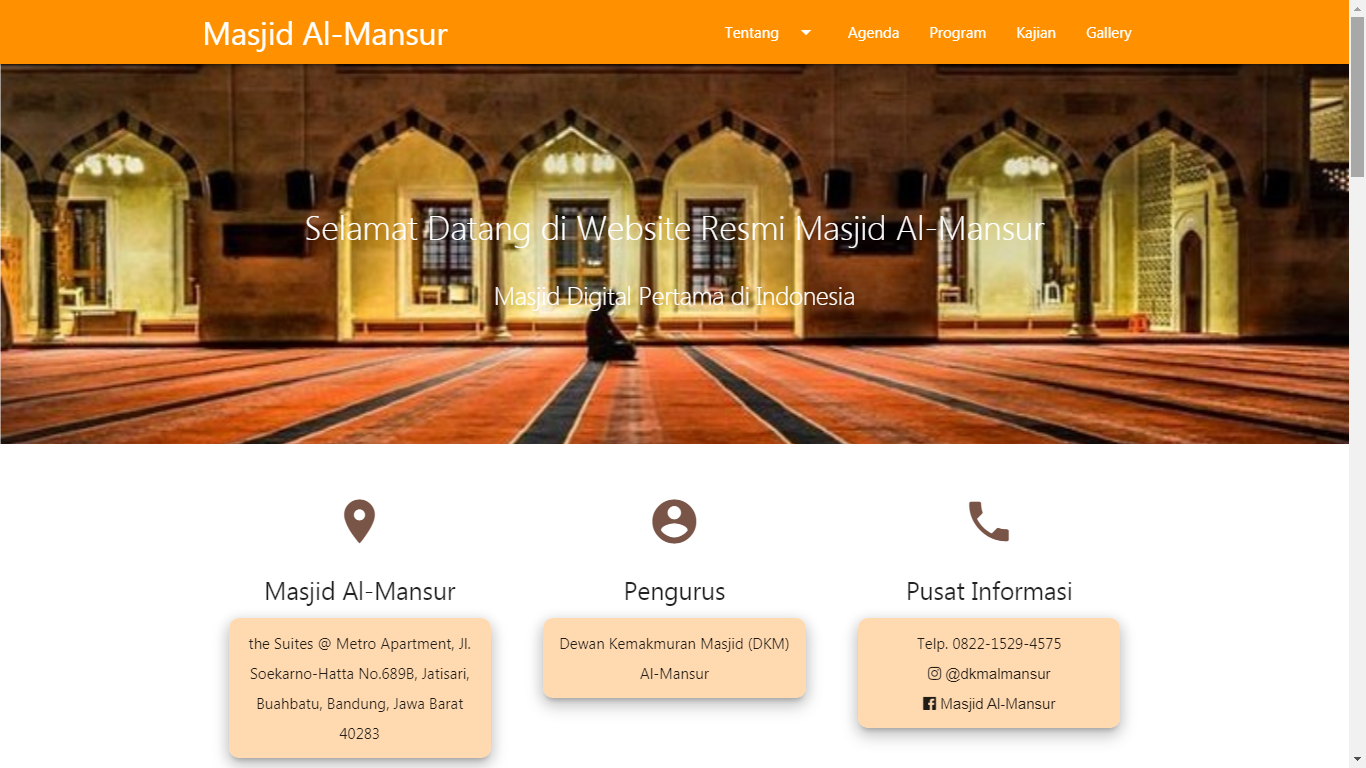 Masjid Al-Mansur
Tentang Agenda Program Kajian Gallery
Selamat Datang di Website Resmi Masjid Al-Mansur
Masjid Digital Pertama di Indonesia
Masjid Al-Mansur
the Suites @ Metro Apartment, Jl.
Soekarno-Hatta No.689B, Jatisari,
Buahbatu, Bandung, Jawa Barat
40283
Pengurus
Dewan Kemakmuran Masjid (DKM)
Al-Mansur
Pusat Informasi
Telp. 0822-1529-4575
@dkmalmansur
Masjid Al-Mansur